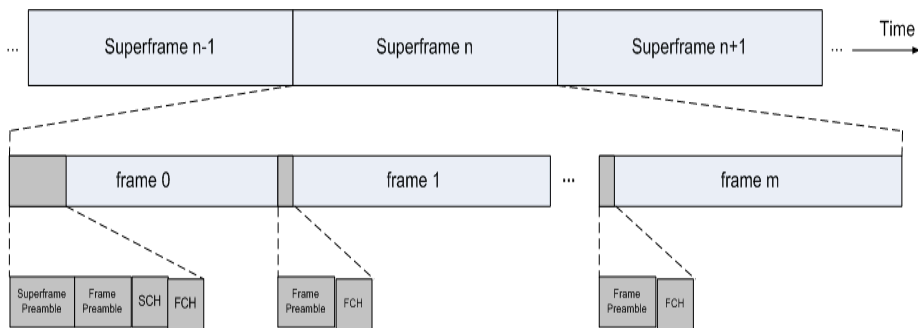 Time
... Superframe n-1 Superframe n Superframe n+1 ...
frame 0 frame 1 ... frame m
Superframe Preamble Frame Preamble SCH FCH Frame Preamble FCH Frame Preamble FCH